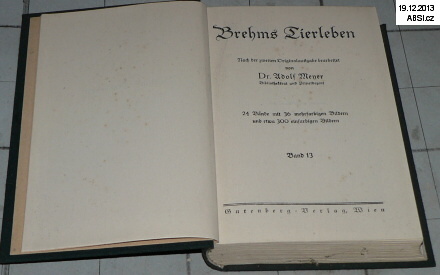 19.12.2013
ABSI.cz
Brehms Tierleben
Nach der zweiten Originalausgabe bearbeitet
von
Dr. Adolf Meyer
24 Bände mit 36 mehrfarbigen Bildern
und etwa 300 einfarbigen Bildern
Band 13
Gutenberg-Verlag, Wien